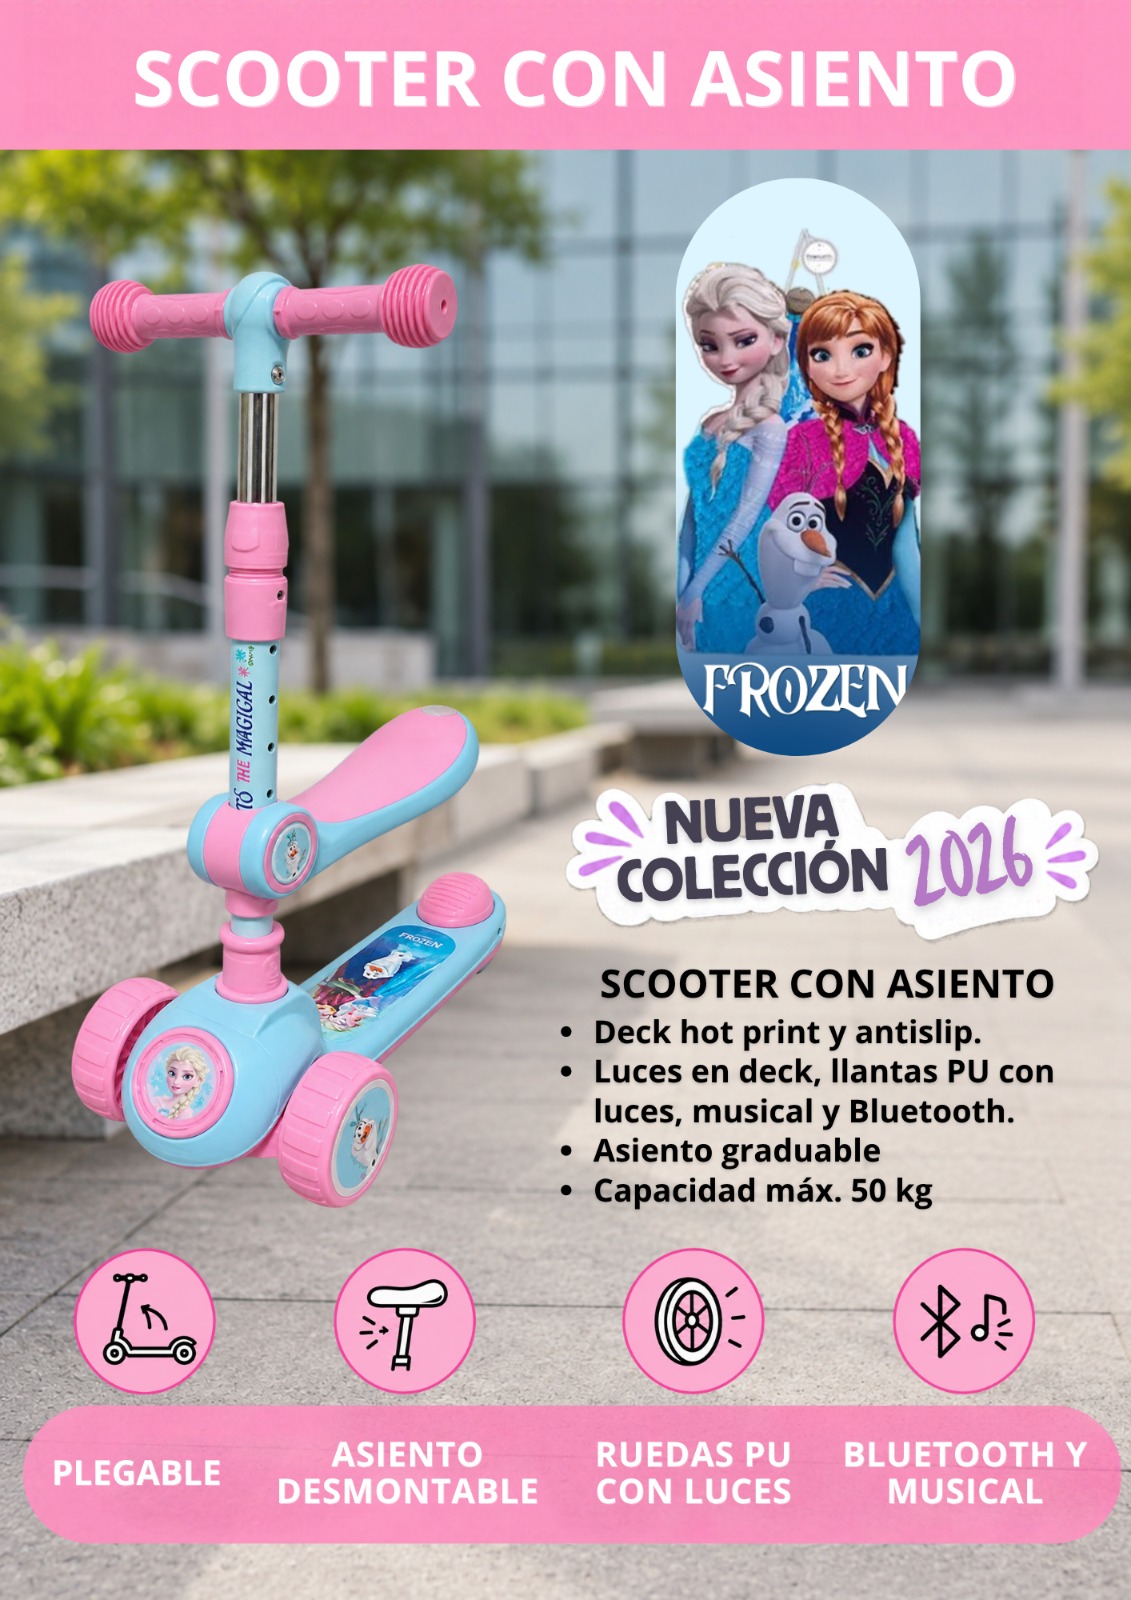 SCOOTER CON ASIENTO
FROZEN
TO THE MAGICAL
NUEVA
COLECCIÓN 2026
FROZEN
SCOOTER CON ASIENTO
• Deck hot print y antislip.
• Luces en deck, llantas PU con
luces, musical y Bluetooth.
• Asiento graduable
• Capacidad máx. 50 kg
PLEGABLE
ASIENTO
DESMONTABLE
RUEDAS PU
CON LUCES
BLUETOOTH Y
MUSICAL